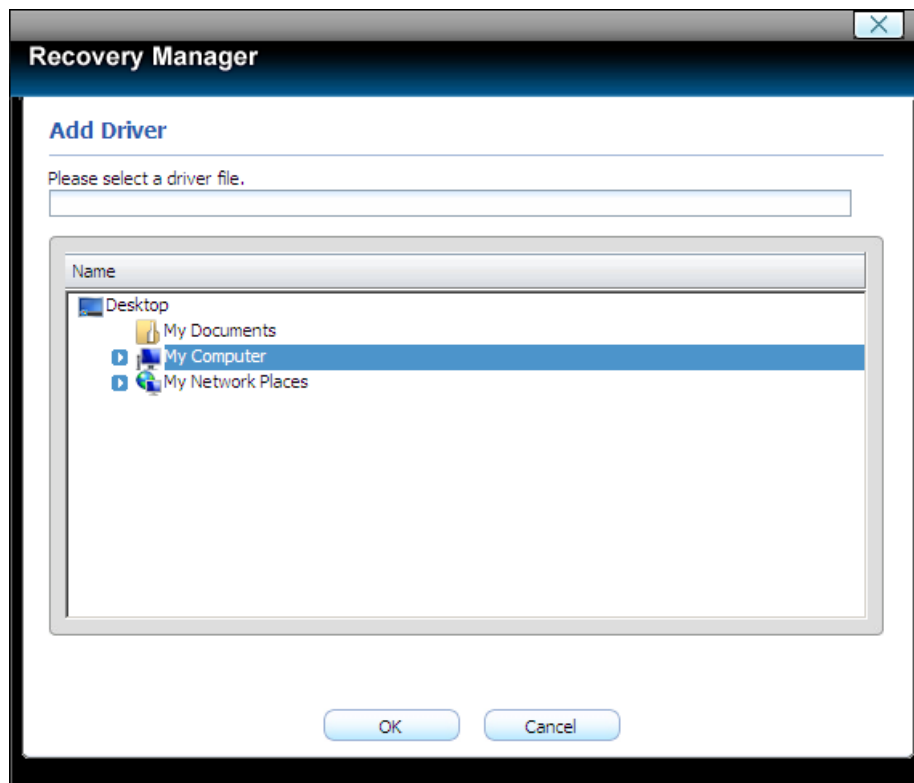 Recovery Manager
Add Driver
Please select a driver file.
Name
Desktop
My Documents
My Computer
My Network Places
OK Cancel